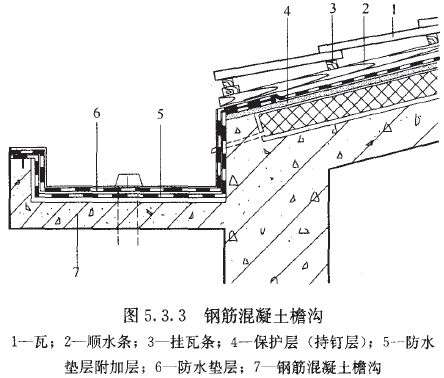 4 3 2 1
6 5
7
图 5.3.3 钢筋混凝土檐沟
1—瓦；2—顺水条；3—挂瓦条；4—保护层（持钉层）；5—防水
垫层附加层；6—防水垫层；7—钢筋混凝土檐沟